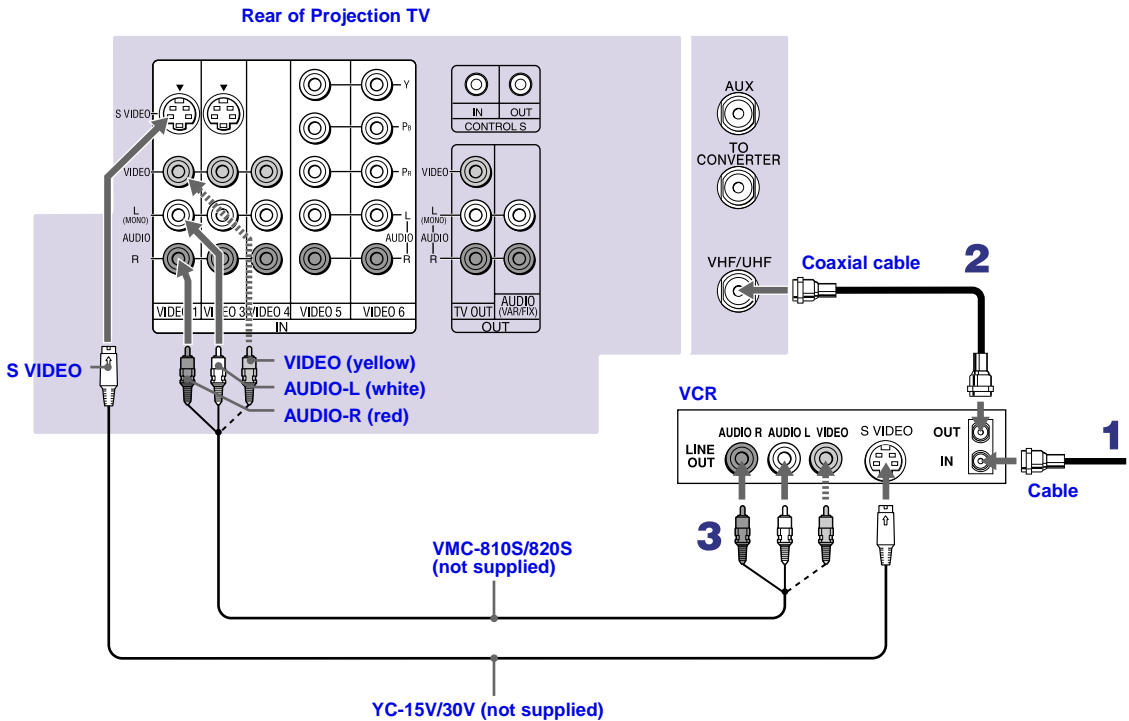 Rear of Projection TV
S VIDEO
VIDEO
L
(MONO)
AUDIO
R
Y
PB
PR
L
AUDIO
R
VIDEO 1
VIDEO 3
VIDEO 4
VIDEO 5
VIDEO 6
IN
IN
OUT
CONTROL S
VIDEO
L
(MONO)
AUDIO
R
TV OUT
AUDIO
(VAR/FIX)
OUT
AUX
TO
CONVERTER
VHF/UHF
Coaxial cable
2
S VIDEO
VIDEO (yellow)
AUDIO-L (white)
AUDIO-R (red)
VCR
LINE
OUT
AUDIO R
AUDIO L
VIDEO
S VIDEO
OUT
IN
1
Cable
3
VMC-810S/820S
(not supplied)
YC-15V/30V (not supplied)